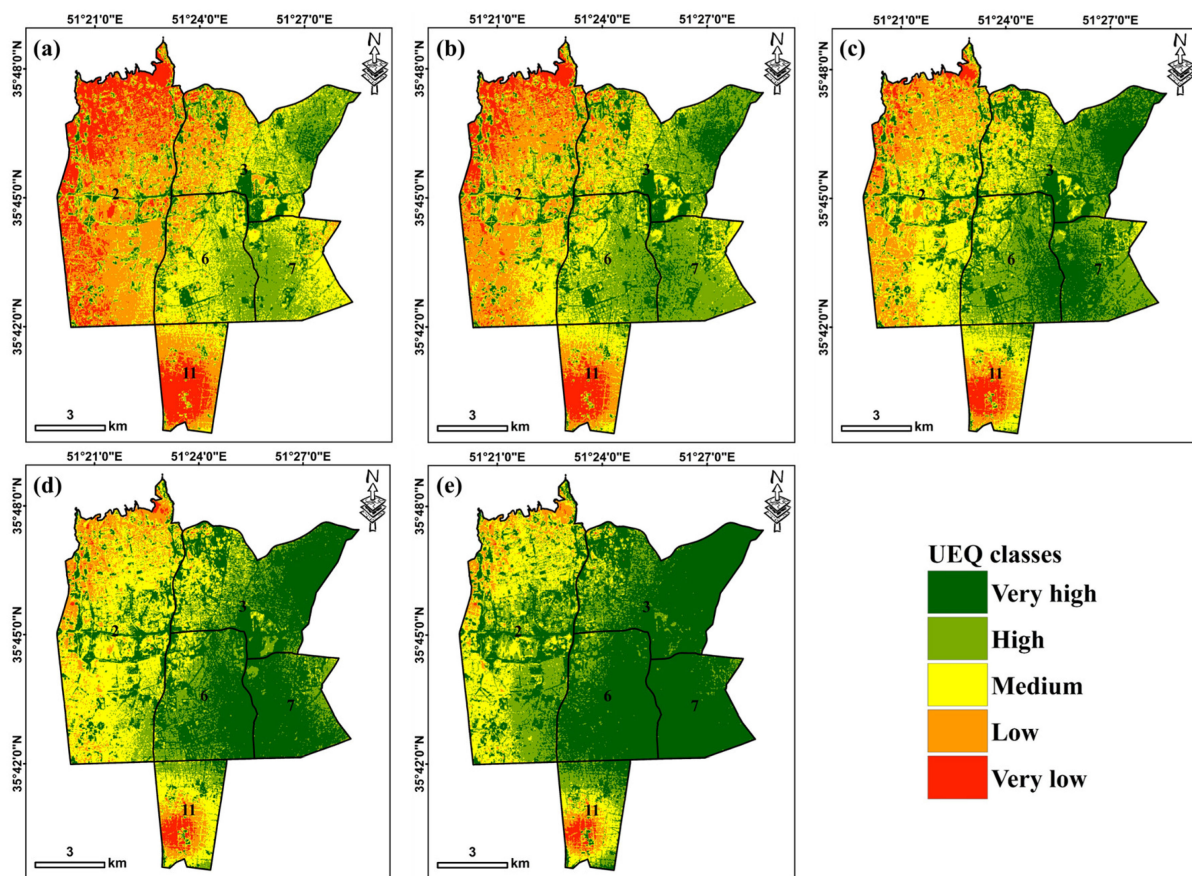 51°21'0"E 51°24'0"E 51°27'0"E
(a)
N
35°48'0"N
35°45'0"N
35°42'0"N
3
2
6
7
11
3
km
51°21'0"E 51°24'0"E 51°27'0"E
(b)
N
35°48'0"N
35°45'0"N
35°42'0"N
3
2
6
7
11
3
km
51°21'0"E 51°24'0"E 51°27'0"E
(c)
N
35°48'0"N
35°45'0"N
35°42'0"N
3
2
6
7
11
3
km
51°21'0"E 51°24'0"E 51°27'0"E
(d)
N
35°48'0"N
35°45'0"N
35°42'0"N
3
2
6
7
11
3
km
51°21'0"E 51°24'0"E 51°27'0"E
(e)
N
35°48'0"N
35°45'0"N
35°42'0"N
3
2
6
7
11
3
km
UEQ classes
Very high
High
Medium
Low
Very low